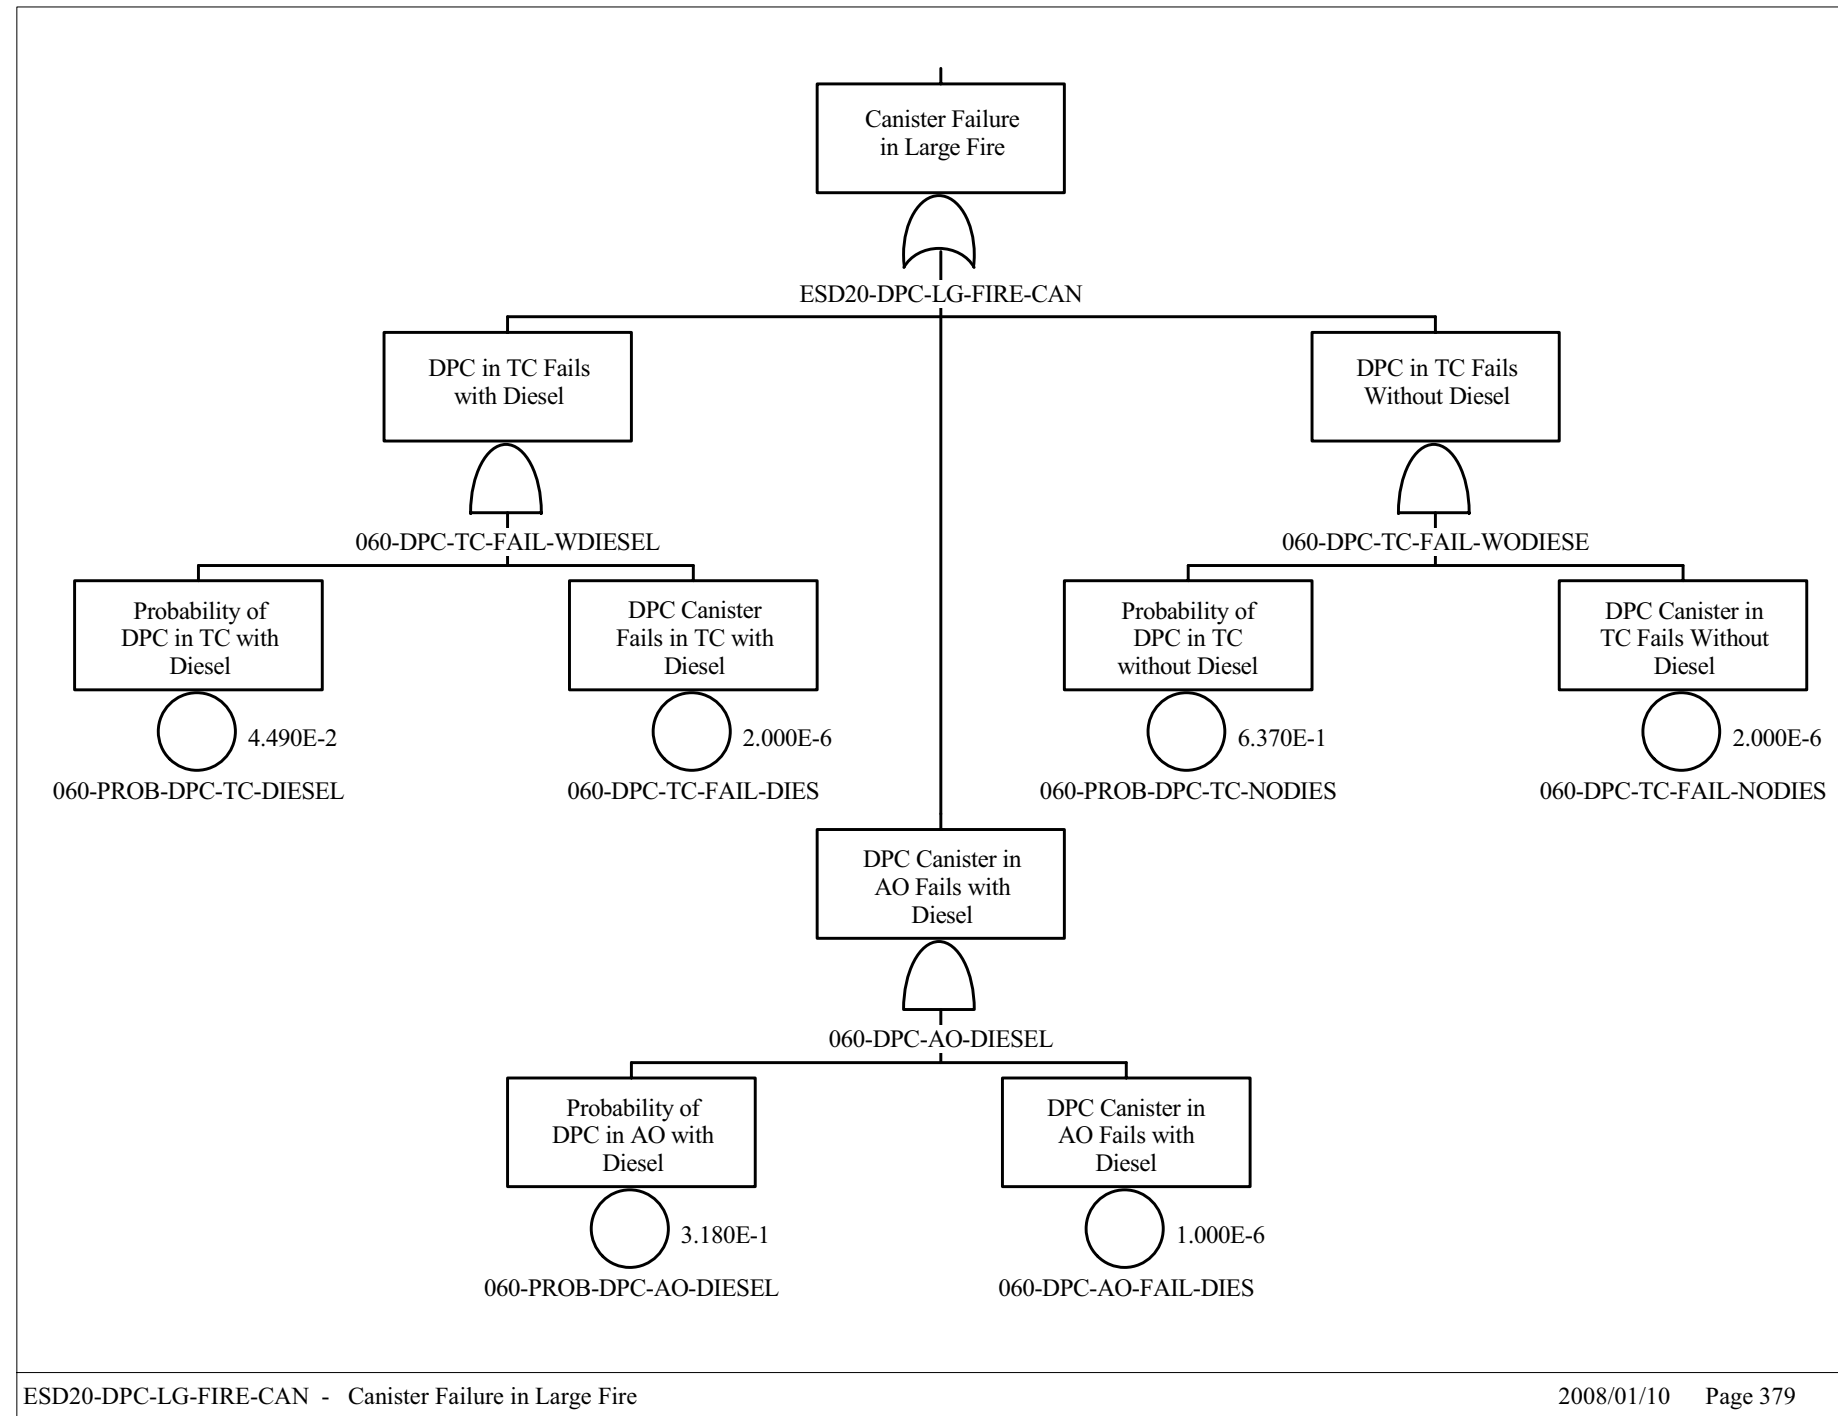 Canister Failure
in Large Fire
ESD20-DPC-LG-FIRE-CAN
DPC in TC Fails
with Diesel
060-DPC-TC-FAIL-WDIESEL
DPC in TC Fails
Without Diesel
060-DPC-TC-FAIL-WODIESE
Probability of
DPC in TC with
Diesel
4.490E-2
060-PROB-DPC-TC-DIESEL
DPC Canister
Fails in TC with
Diesel
2.000E-6
060-DPC-TC-FAIL-DIES
Probability of
DPC in TC
without Diesel
6.370E-1
060-PROB-DPC-TC-NODIES
DPC Canister in
TC Fails Without
Diesel
2.000E-6
060-DPC-TC-FAIL-NODIES
DPC Canister in
AO Fails with
Diesel
060-DPC-AO-DIESEL
Probability of
DPC in AO with
Diesel
3.180E-1
060-PROB-DPC-AO-DIESEL
DPC Canister in
AO Fails with
Diesel
1.000E-6
060-DPC-AO-FAIL-DIES
ESD20-DPC-LG-FIRE-CAN - Canister Failure in Large Fire 2008/01/10 Page 379